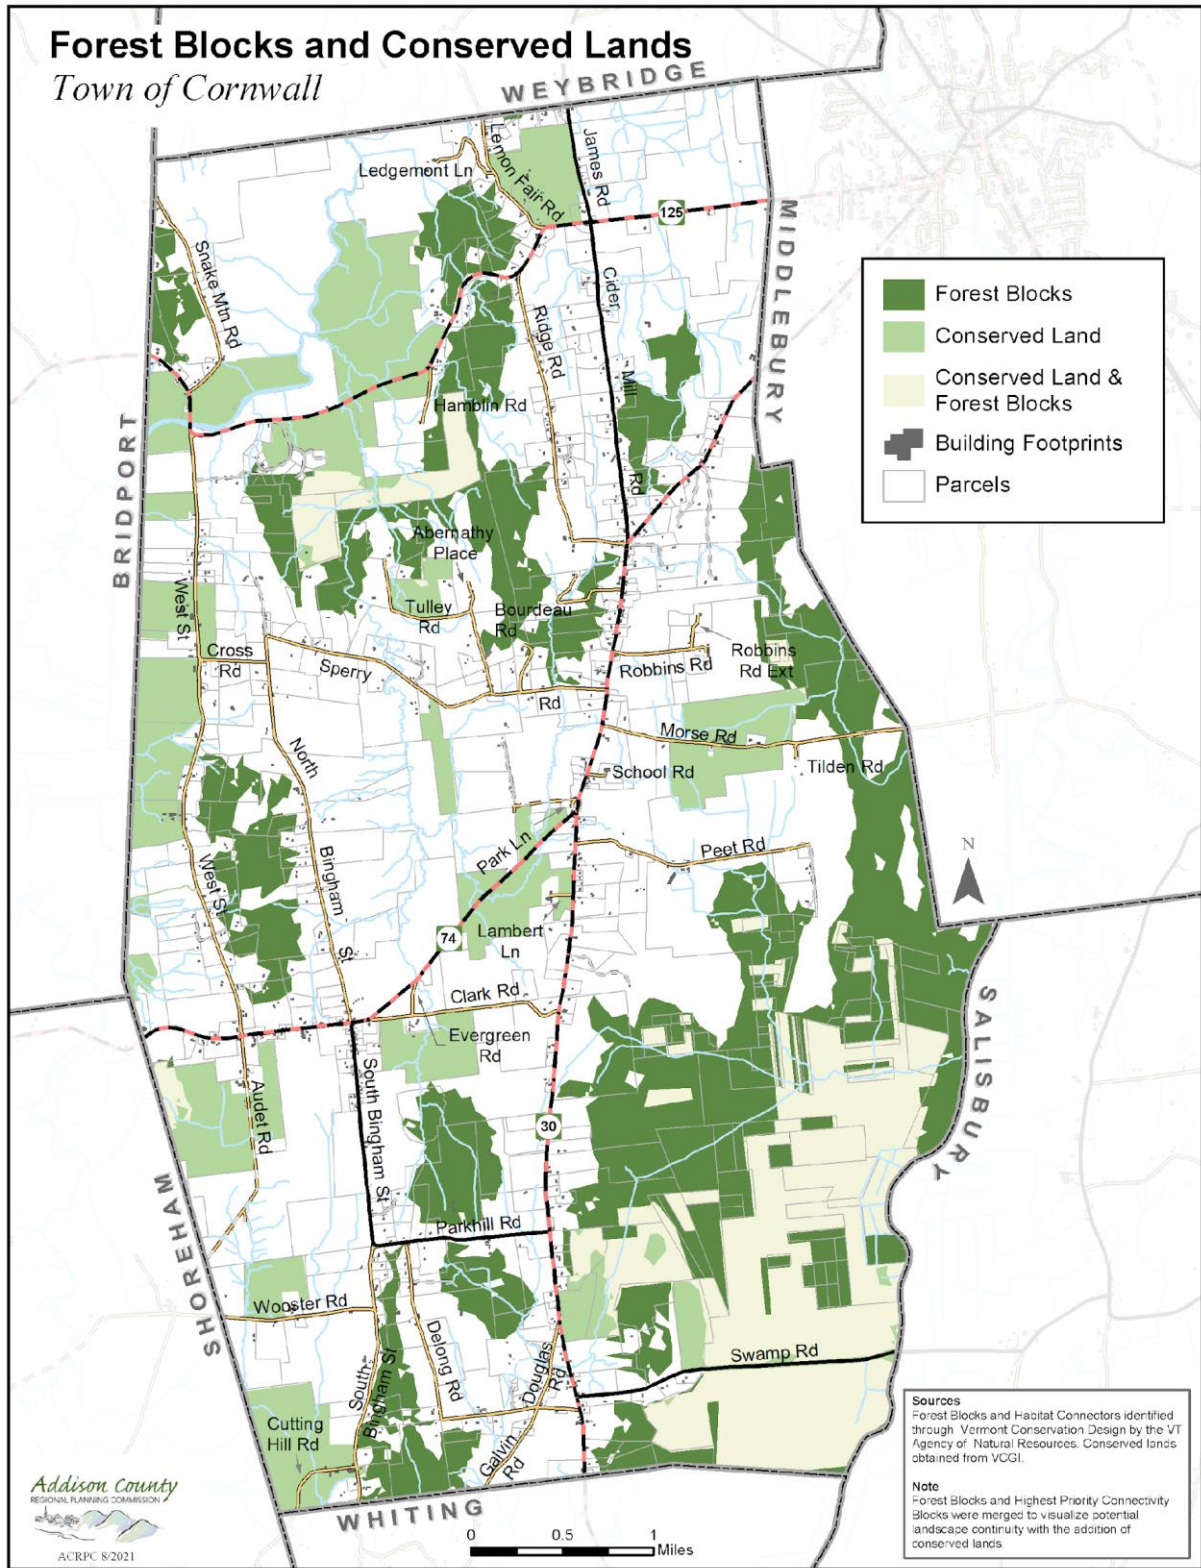 Forest Blocks and Conserved Lands
Town of Cornwall
WEYBRIDGE
Ledgemont Ln
Lemon Fair Rd
James Rd
125
MIDDLEBURY
Snake Mtn Rd
Cider
Mill
Rd
Ridge Rd
Hamblin Rd
Forest Blocks
Conserved Land
Conserved Land &
Forest Blocks
Building Footprints
Parcels
BRIDPORT
Abernathy
Place
West St
Tulley
Rd
Bourdeau
Rd
Cross
Rd
Sperry
Rd
Robbins Rd
Robbins
Rd Ext
Morse Rd
Tilden Rd
School Rd
North
Bingham
St
West St
Park Ln
Peet Rd
N
74
Lambert
Ln
Clark Rd
Evergreen
Rd
SALISBURY
Audet Rd
South Bingham St
30
SHOREHAM
Parkhill Rd
Wooster Rd
Delong Rd
Douglas
Rd
Swamp Rd
South
Bingham St
Cutting
Hill Rd
Galvin
Rd
WHITING
Addison County
REGIONAL PLANNING COMMISSION
ACRPC 8/2021
0 0.5 1
Miles
Sources
Forest Blocks and Habitat Connectors identified
through Vermont Conservation Design by the VT
Agency of Natural Resources. Conserved lands
obtained from VCGI.
Note
Forest Blocks and Highest Priority Connectivity
Blocks were merged to visualize potential
landscape continuity with the addition of
conserved lands.